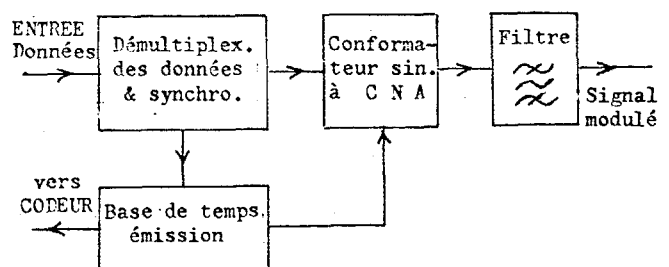 ENTREE
Données
Démultiplex.
des données
& synchro.
Conforma-
teur sin.
à C N A
Filtre
Signal
modulé
vers
CODEUR
Base de temps
émission